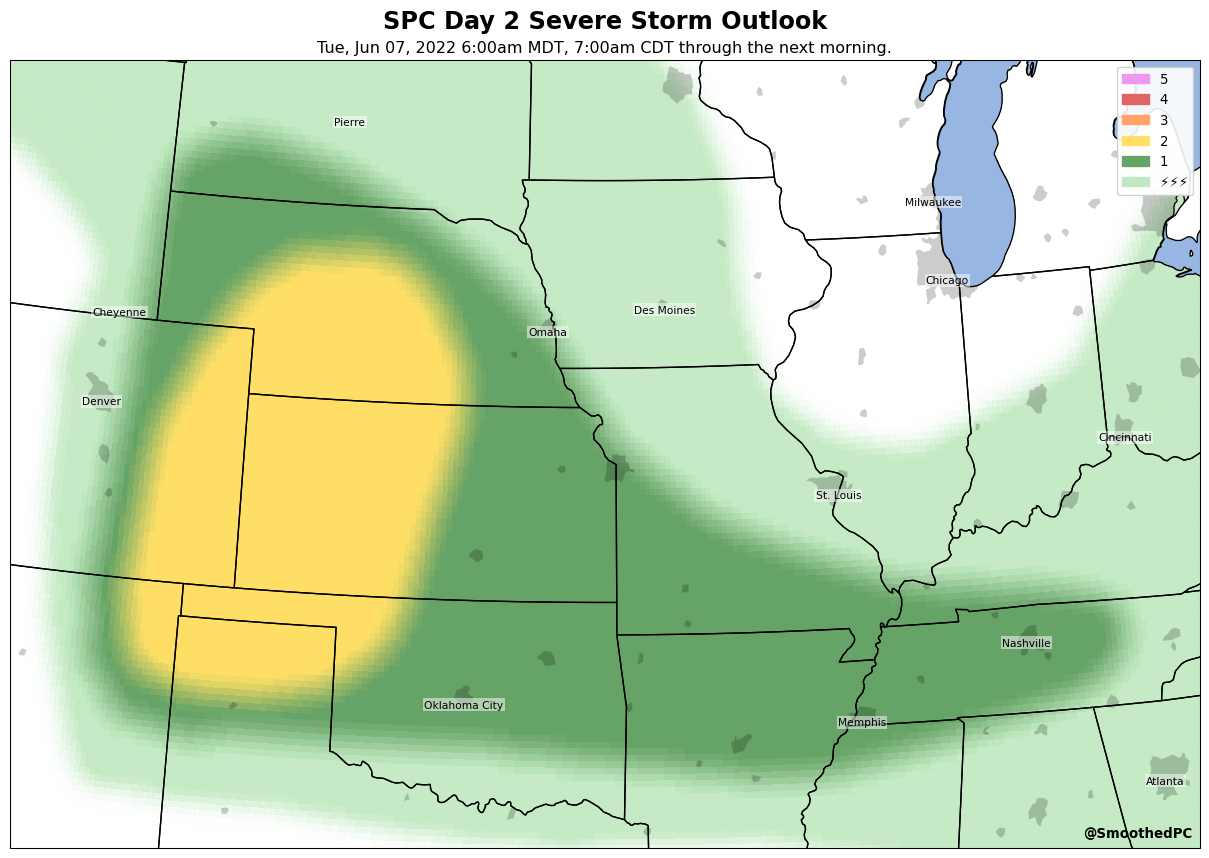 SPC Day 2 Severe Storm Outlook
Tue, Jun 07, 2022 6:00am MDT, 7:00am CDT through the next morning.
5
4
3
2
1
⚡⚡⚡
Pierre
Milwaukee
Chicago
Cheyenne
Des Moines
Omaha
Denver
Cincinnati
St. Louis
Nashville
Oklahoma City
Memphis
Atlanta
@SmoothedPC